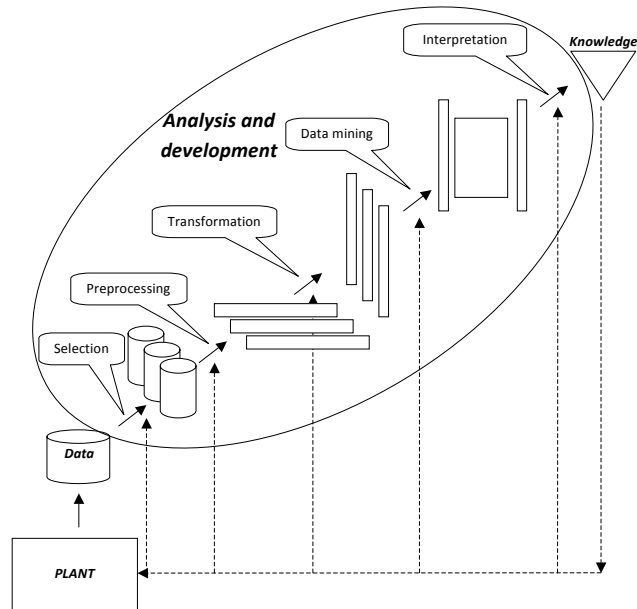 Interpretation
Knowledge
Analysis and
development
Data mining
Transformation
Preprocessing
Selection
Data
PLANT